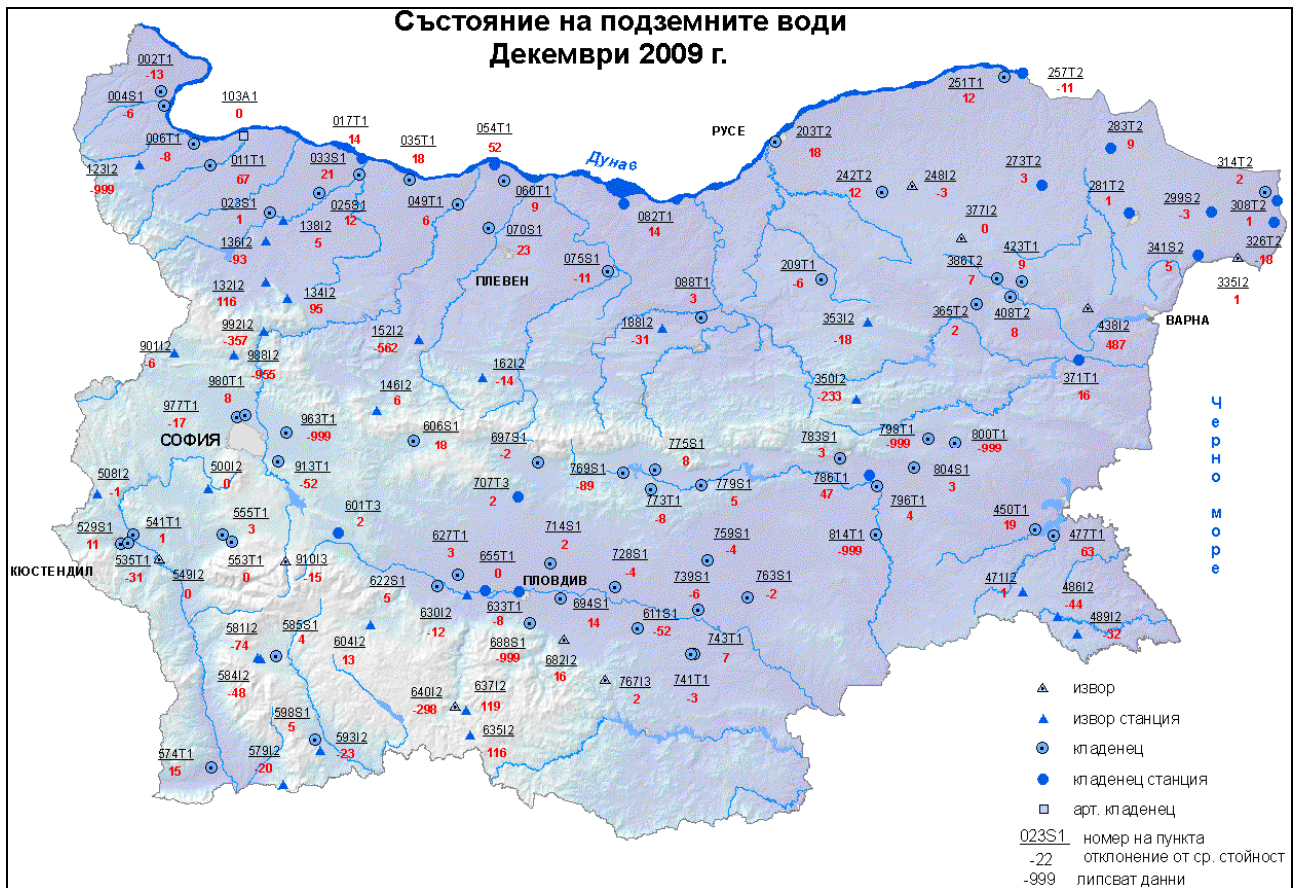 Състояние на подземните води
Декември 2009 г.
002T1
-13
004S1
-6
103A1
0
006T1
-8
011T1
67
123I2
-999
017T1
14
033S1
21
035T1
18
054T1
52
Дунав
РУСЕ
251T1
12
257T2
-11
203T2
18
283T2
9
314T2
2
242T2
12
248I2
-3
273T2
3
281T2
1
299S2
-3
308T2
1
326T2
-18
335I2
1
341S2
5
377I2
0
423T1
9
386T2
7
028S1
1
025S1
12
138I2
5
136I2
-93
049T1
6
060T1
9
070S1
23
082T1
14
ПЛЕВЕН
075S1
-11
088T1
3
209T1
-6
132I2
116
134I2
95
152I2
-562
188I2
-31
353I2
-18
365T2
2
408T2
8
438I2
487
ВАРНА
992I2
-357
901I2
-6
988I2
-955
162I2
-14
146I2
6
350I2
-233
371T1
16
980T1
8
977T1
-17
963T1
-999
СОФИЯ
606S1
18
697S1
-2
775S1
8
783S1
3
798T1
-999
800T1
-999
913T1
-52
769S1
-89
773T1
-8
779S1
5
786T1
47
796T1
4
804S1
3
Черно море
508I2
-1
500I2
0
707T3
2
601T3
2
529S1
11
541T1
1
555T1
3
535T1
-31
553T1
0
549I2
0
910I3
-15
КЮСТЕНДИЛ
627T1
3
655T1
0
714S1
2
728S1
-4
759S1
-4
814T1
-999
450T1
19
477T1
63
622S1
5
ПЛОВДИВ
739S1
-6
763S1
-2
471I2
1
486I2
-44
489I2
-32
630I2
-12
633T1
-8
694S1
14
611S1
-52
688S1
-999
682I2
16
743T1
7
741T1
-3
767I3
2
581I2
-74
585S1
4
604I2
13
584I2
-48
640I2
-298
637I2
119
635I2
116
598S1
5
593I2
-23
574T1
15
579I2
-20
извор
извор станция
кладенец
кладенец станция
арт. кладенец
023S1 номер на пункта
-22 отклонение от ср. стойност
-999 липсват данни